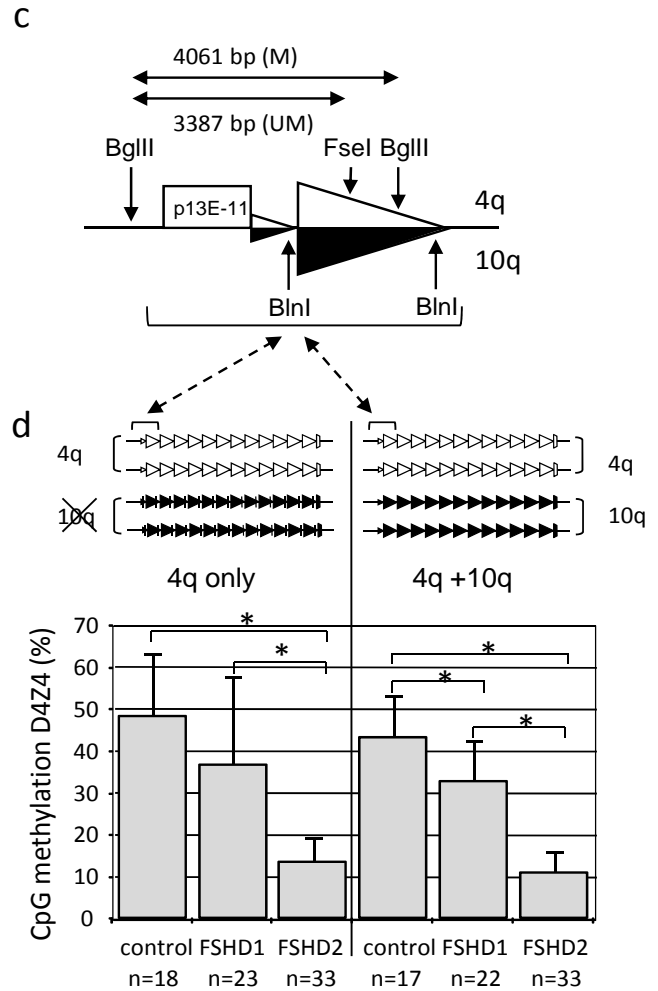 c
4061 bp (M)
3387 bp (UM)
BglII
FseI BglII
p13E-11
4q
10q
BlnI
BlnI
d
4q
10q
4q
10q
4q only
4q +10q
CpG methylation D4Z4 (%)
70
60
50
40
30
20
10
0
*
*
*
*
*
control FSHD1 FSHD2 control FSHD1 FSHD2
n=18 n=23 n=33 n=17 n=22 n=33